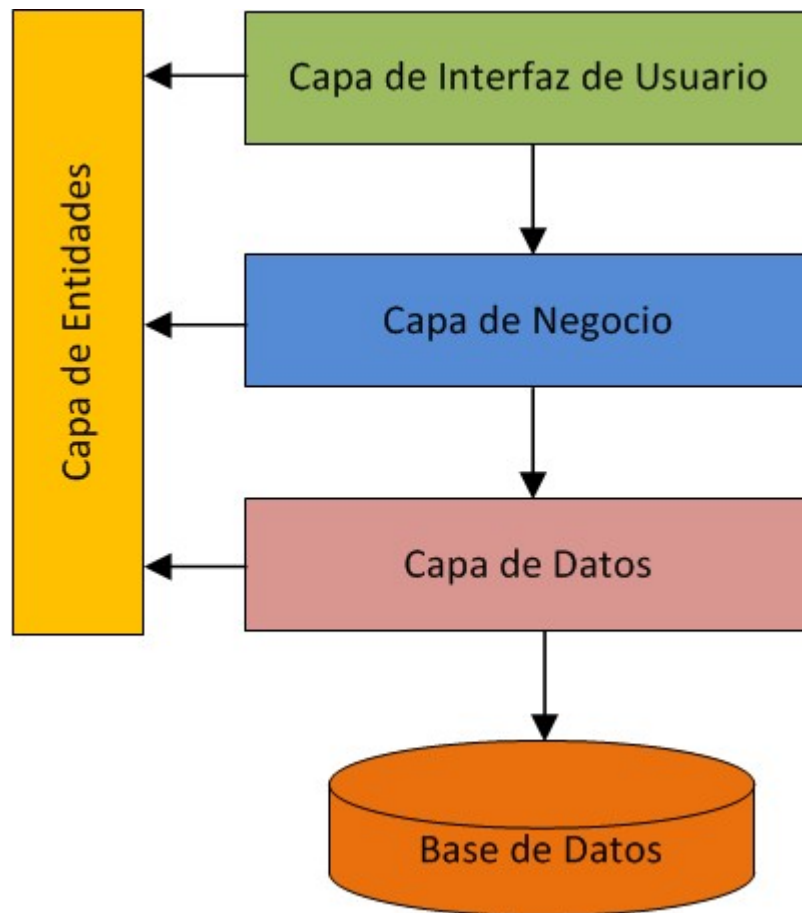 Capa de Interfaz de Usuario
Capa de Entidades
Capa de Negocio
Capa de Datos
Base de Datos